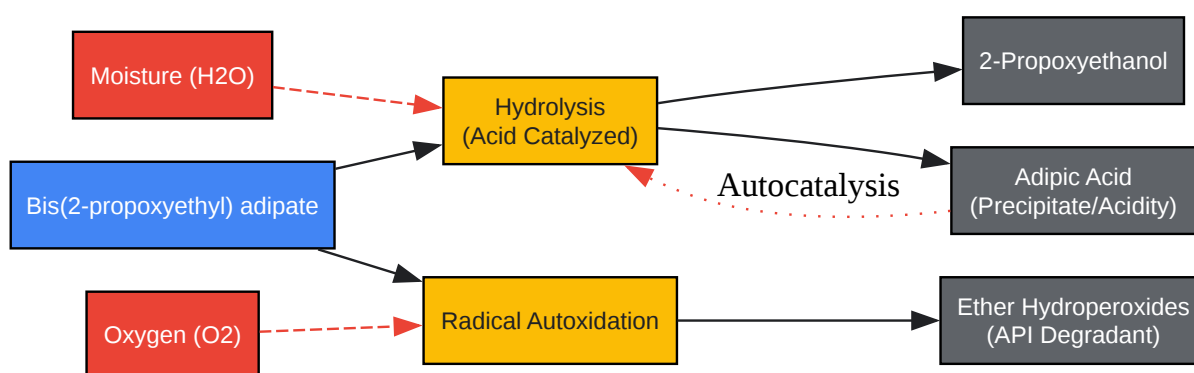 Moisture (H2O)
Bis(2-propoxyethyl) adipate
Oxygen (O2)
Hydrolysis
(Acid Catalyzed)
Radical Autoxidation
Autocatalysis
2-Propoxyethanol
Adipic Acid
(Precipitate/Acidity)
Ether Hydroperoxides
(API Degradant)